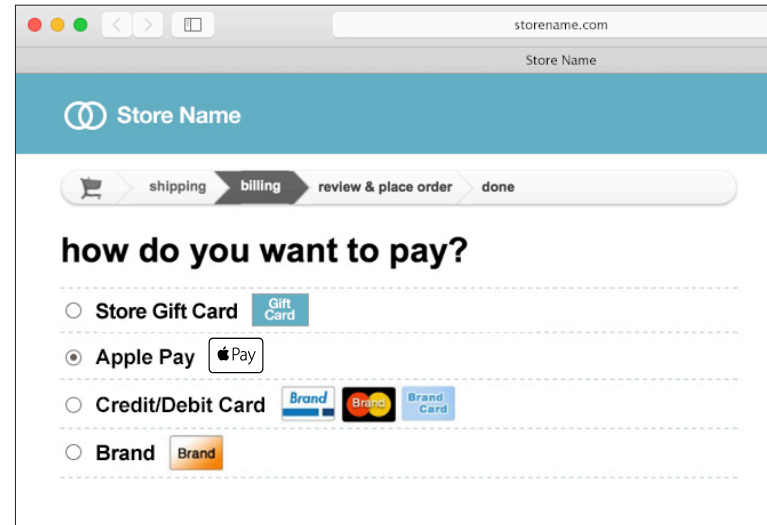 storename.com
Store Name
Store Name
shipping billing review & place order done
how do you want to pay?
Store Gift Card Gift Card
Apple Pay Pay
Credit/Debit Card Brand Brand Brand Card
Brand Brand